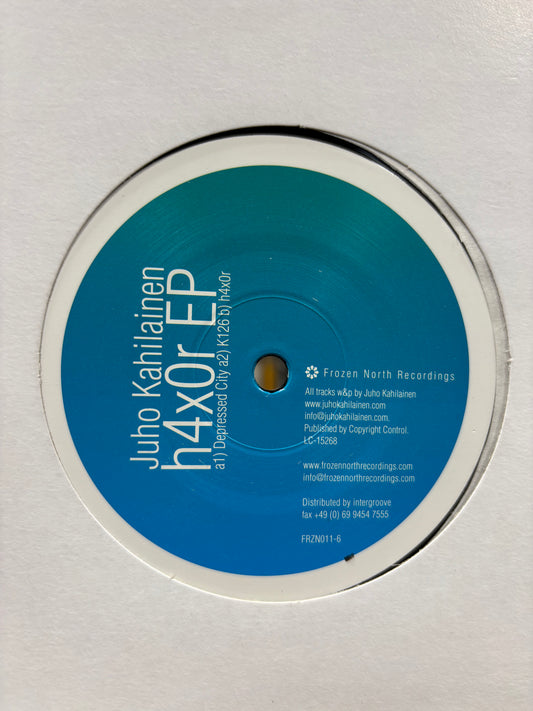 Juho Kahilainen
h4x0r EP
a1) Depressed City a2) K126 b) h4x0r
Frozen North Recordings
All tracks w&p by Juho Kahilainen
www.juhokahilainen.com
info@juhokahilainen.com.
Published by Copyright Control.
LC-15268
www.frozennorthrecordings.com
info@frozennorthrecordings.com
Distributed by intergroove
fax +49 (0) 69 9454 7555
FRZN011-6